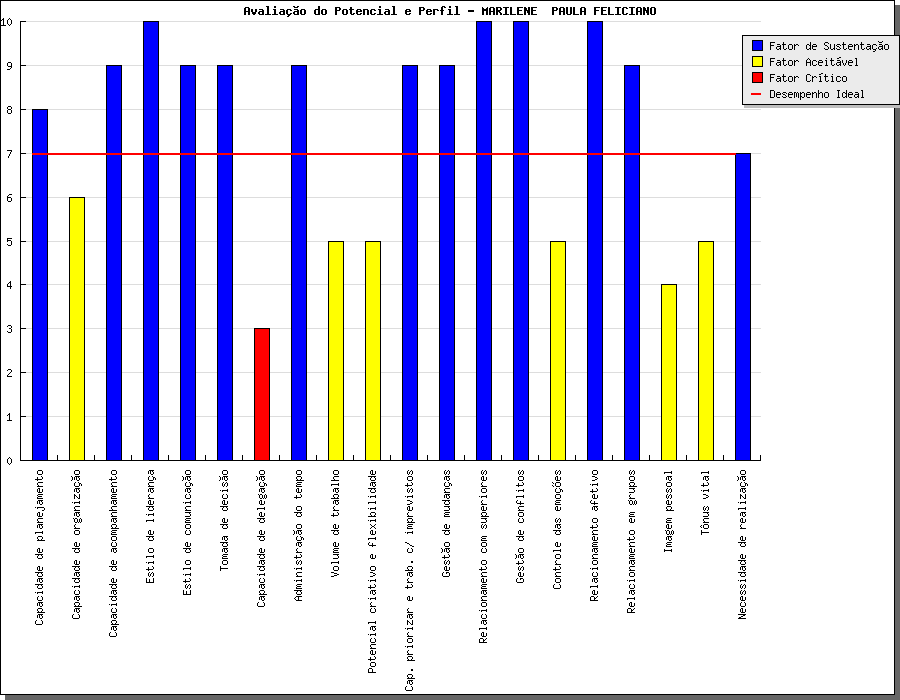 Avaliação do Potencial e Perfil - MARILENE  PAULA FELICIANO
Fator de Sustentação
Fator Aceitável
Fator Crítico
Desempenho Ideal
10
9
8
7
6
5
4
3
2
1
0
Capacidade de planejamento
Capacidade de organização
Capacidade de acompanhamento
Estilo de liderança
Estilo de comunicação
Tomada de decisão
Capacidade de delegação
Administração do tempo
Volume de trabalho
Potencial criativo e flexibilidade
Cap. priorizar e trab. c/ imprevistos
Gestão de mudanças
Relacionamento com superiores
Gestão de conflitos
Controle das emoções
Relacionamento afetivo
Relacionamento em grupos
Imagem pessoal
Tônus vital
Necessidade de realização